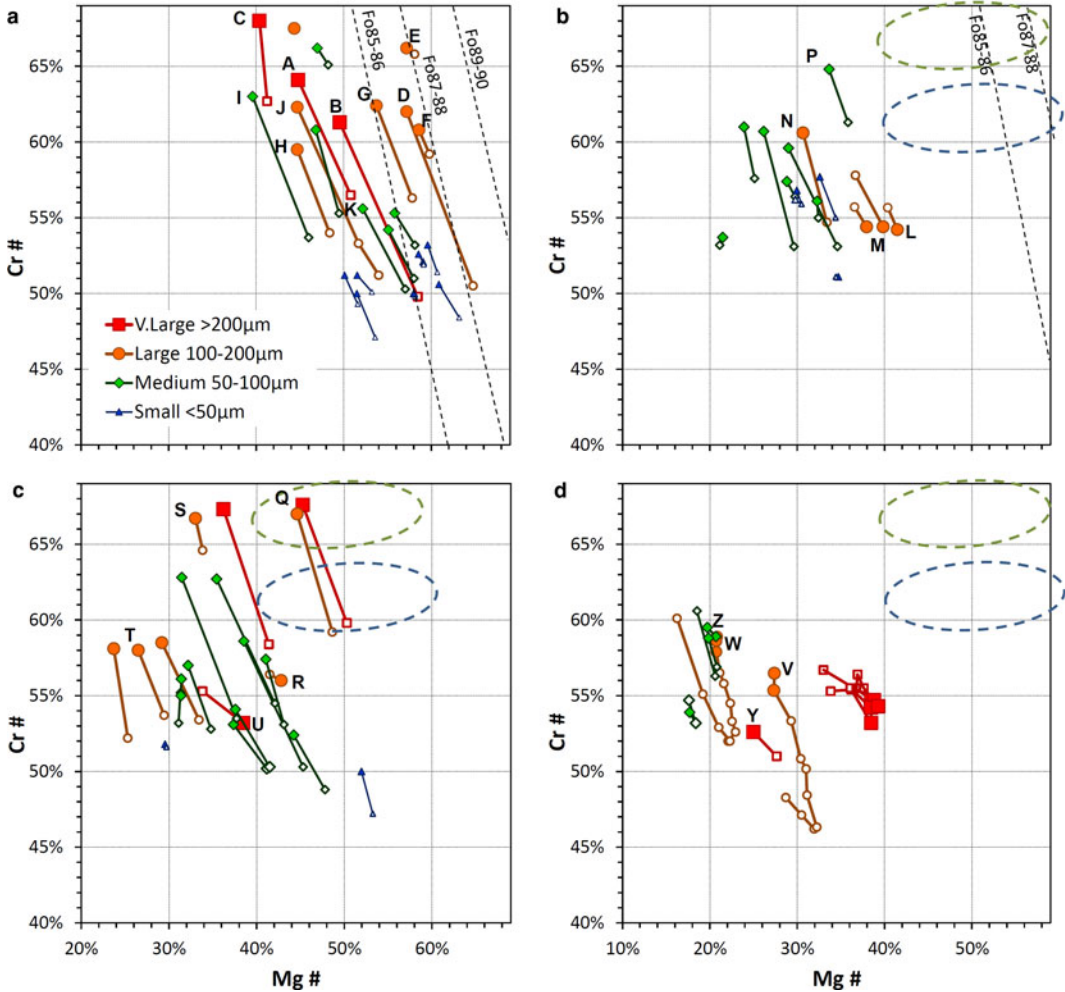 a
C
E
65%
A
Fo85-86
Fo87-88
Fo89-90
I
J
B
G
D
F
60%
H
Cr #
55%
K
50%
V.Large >200µm
Large 100-200µm
45%
Medium 50-100µm
Small <50µm
40%
b
Fo85-86
Fo87-88
65%
P
60%
N
Cr #
55%
M
L
50%
45%
40%
c
S
Q
65%
60%
T
Cr #
55%
R
U
50%
45%
40%
20%
30%
40%
50%
60%
Mg #
d
65%
60%
Z
W
Cr #
55%
V
Y
50%
45%
40%
10%
20%
30%
40%
50%
Mg #